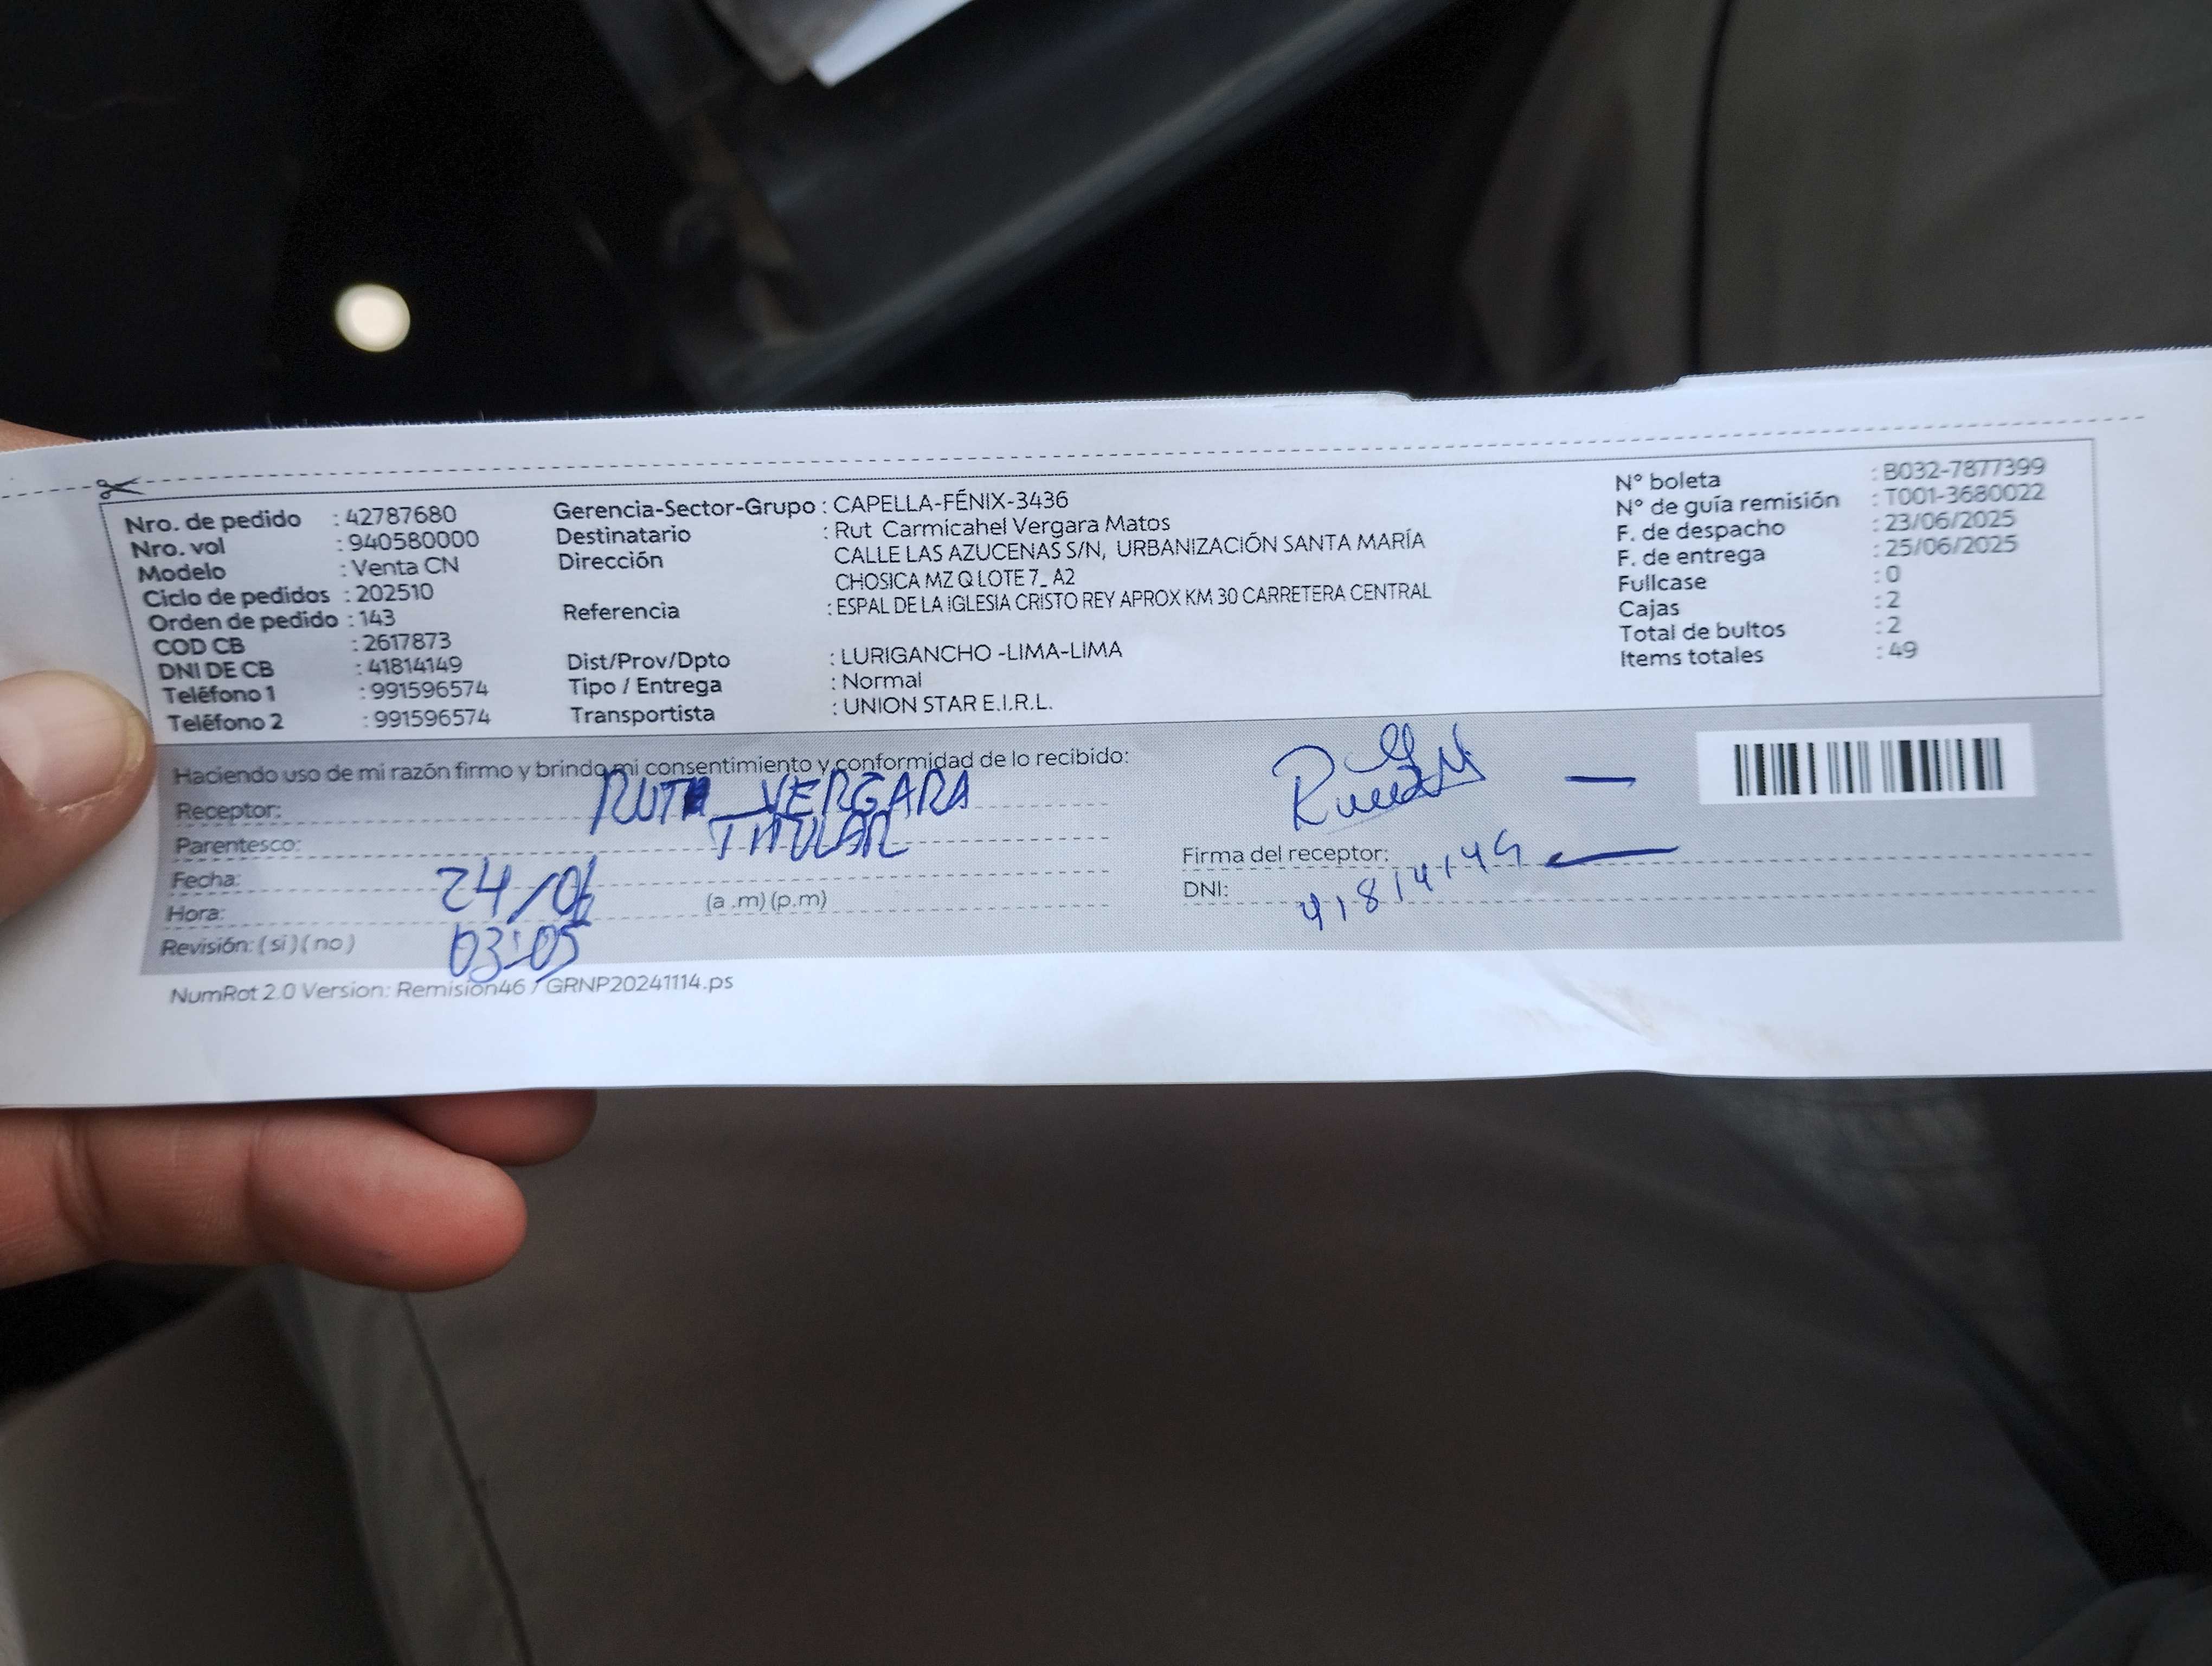 Nro. de pedido : 42787680
Nro. vol : 940580000
Modelo : Venta CN
Ciclo de pedidos : 202510
Orden de pedido : 143
COD CB : 2617873
DNI DE CB : 41814149
Teléfono 1 : 991596574
Teléfono 2 : 991596574
Gerencia-Sector-Grupo : CAPELLA-FÉNIX-3436
Destinatario : Rut Carmicahel Vergara Matos
Dirección CALLE LAS AZUCENAS S/N, URBANIZACIÓN SANTA MARÍA
CHOSICA MZ Q LOTE 7_ A2
Referencia : ESPAL DE LA IGLESIA CRISTO REY APROX KM 30 CARRETERA CENTRAL
Dist/Prov/Dpto : LURIGANCHO -LIMA-LIMA
Tipo / Entrega : Normal
Transportista : UNION STAR E.I.R.L.
N° boleta : B032-7877399
N° de guía remisión : T001-3680022
F. de despacho : 23/06/2025
F. de entrega : 25/06/2025
Fullcase : 0
Cajas : 2
Total de bultos : 2
Items totales : 49
Haciendo uso de mi razón firmo y brindo mi consentimiento y conformidad de lo recibido:
Receptor: RUTH VERGARA
Parentesco: TITULAR
Fecha: 24/06
Hora: 03:05 (a .m) (p.m)
Revisión: ( si ) ( no )
Firma del receptor:
DNI: 41814149
NumRot 2.0 Version: Remision46 / GRNP20241114.ps